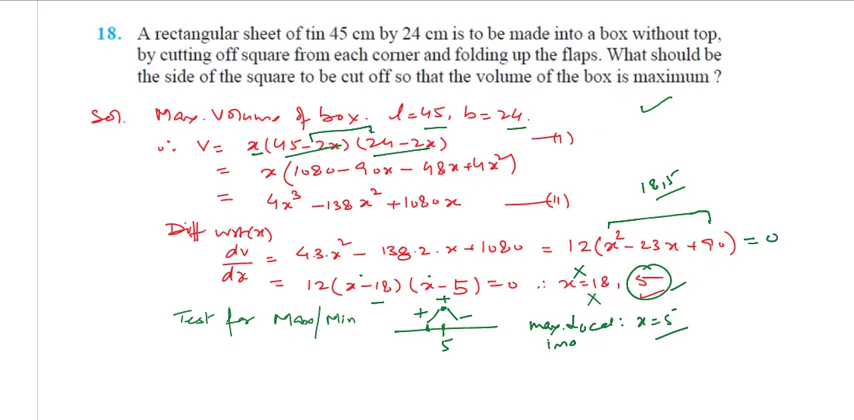 18. A rectangular sheet of tin 45 cm by 24 cm is to be made into a box without top,
by cutting off square from each corner and folding up the flaps. What should be
the side of the square to be cut off so that the volume of the box is maximum ?
Sol. Max. Volume of box. l=45, b=24.
∴ V= x(45-2x)(24-2x) —(1)
= x(1080-90x-48x+4x²)
= 4x³-138x²+1080x —(11)
18,5
Diff wrt(x)
dv/dx = 4.3.x²-138.2.x+1080 = 12(x²-23x+90)=0
= 12(x-18)(x-5)=0 ∴ x=18, 5
Test for Max/Min + + - 5 max. Local: x=5